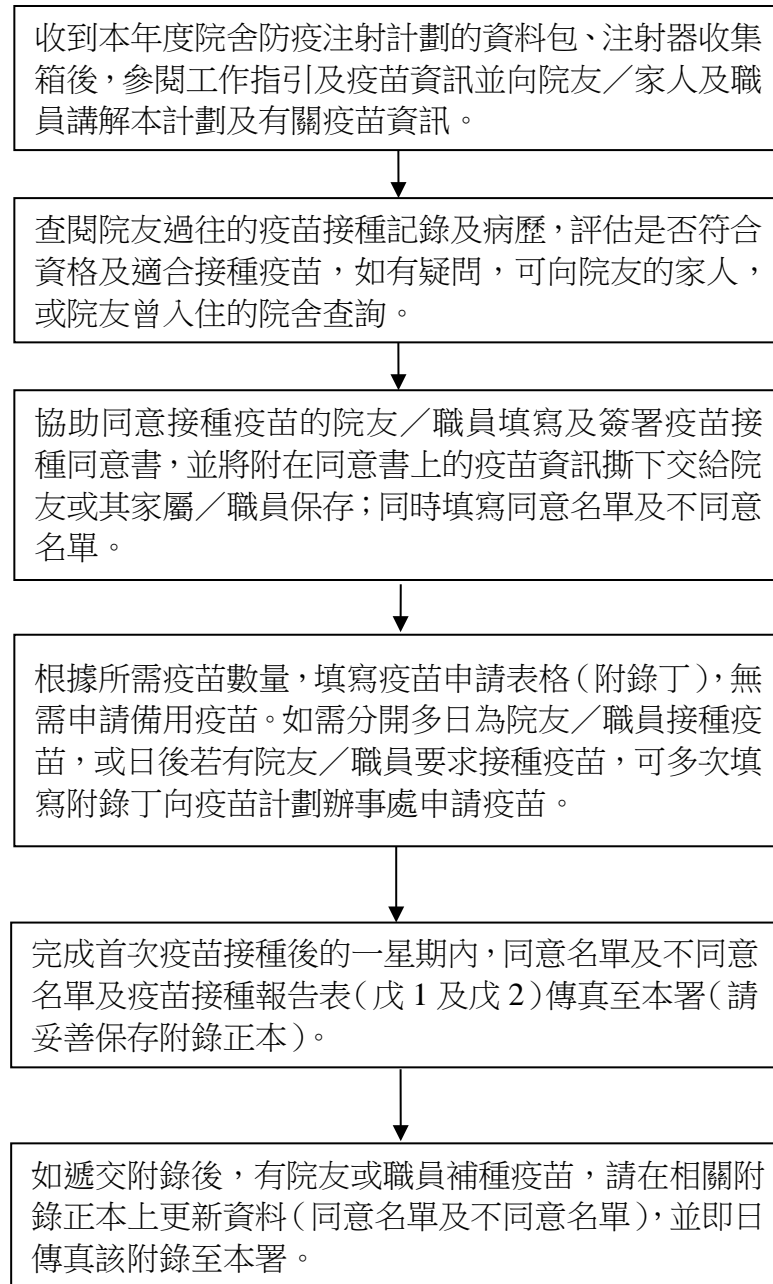 收到本年度院舍防疫注射計劃的資料包、注射器收集
箱後，參閱工作指引及疫苗資訊並向院友／家人及職
員講解本計劃及有關疫苗資訊。
查閱院友過往的疫苗接種記錄及病歷，評估是否符合
資格及適合接種疫苗，如有疑問，可向院友的家人，
或院友曾入住的院舍查詢。
協助同意接種疫苗的院友／職員填寫及簽署疫苗接
種同意書，並將附在同意書上的疫苗資訊撕下交給院
友或其家屬／職員保存；同時填寫同意名單及不同意
名單。
根據所需疫苗數量，填寫疫苗申請表格（附錄丁），無
需申請備用疫苗。如需分開多日為院友／職員接種疫
苗，或日後若有院友／職員要求接種疫苗，可多次填
寫附錄丁向疫苗計劃辦事處申請疫苗。
完成首次疫苗接種後的一星期內，同意名單及不同意
名單及疫苗接種報告表（戊 1 及戊 2）傳真至本署（請
妥善保存附錄正本）。
如遞交附錄後，有院友或職員補種疫苗，請在相關附
錄正本上更新資料（同意名單及不同意名單），並即日
傳真該附錄至本署。